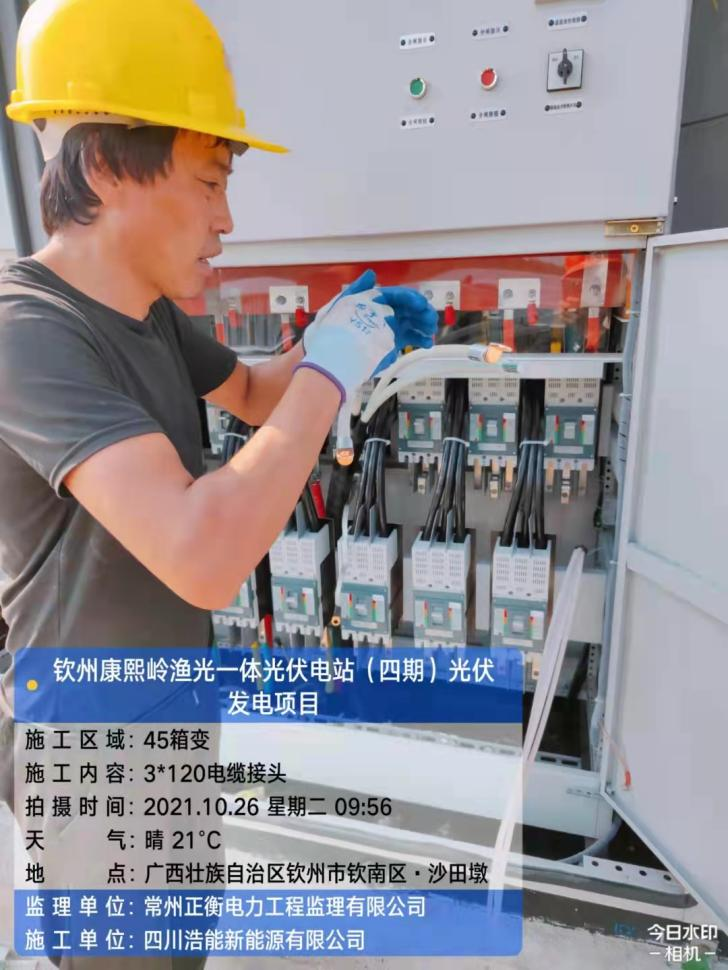 钦州康熙岭渔光一体光伏电站（四期）光伏
发电项目
施工区域：45箱变
施工内容：3*120电缆接头
拍摄时间：2021.10.26 星期二 09:56
天气：晴 21℃
地点：广西壮族自治区钦州市钦南区·沙田墩
监理单位：常州正衡电力工程监理有限公司
施工单位：四川浩能新能源有限公司
今日水印
相机